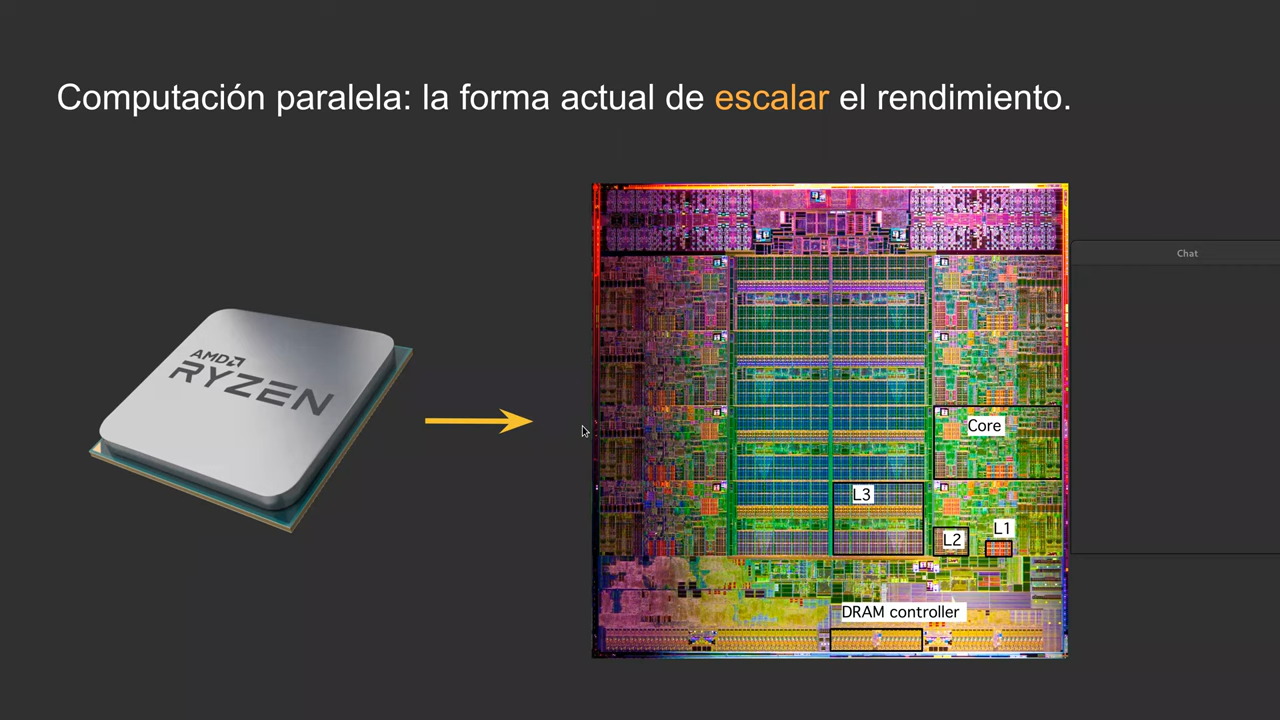 Computación paralela: la forma actual de escalar el rendimiento.
Chat
AMD
RYZEN
Core
L3
L1
L2
DRAM controller